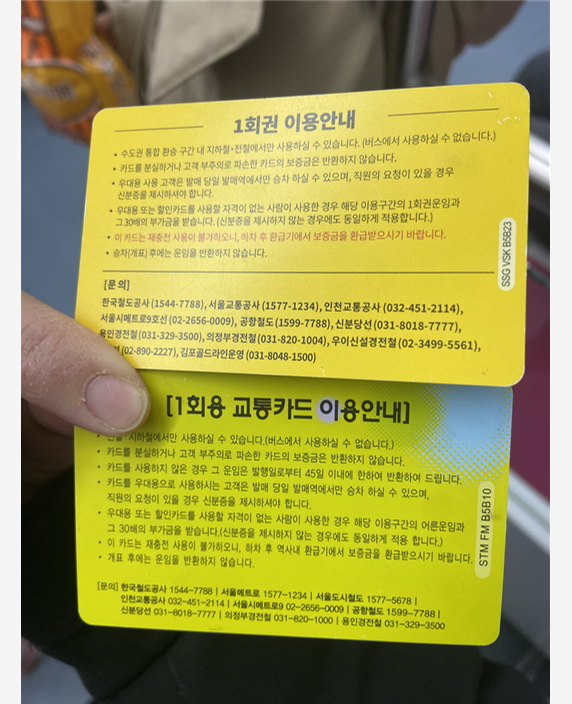 1회권 이용안내
• 수도권 통합 환승 구간 내 지하철·전철에서만 사용하실 수 있습니다. (버스에서 사용하실 수 없습니다.)
• 카드를 분실하거나 고객 부주의로 파손한 카드의 보증금은 반환하지 않습니다.
• 우대용 사용 고객은 발매 당일 발매역에서만 승차 하실 수 있으며, 직원의 요청이 있을 경우
신분증을 제시하셔야 합니다.
• 우대용 또는 할인카드를 사용할 자격이 없는 사람이 사용한 경우 해당 이용구간의 1회권운임과
그 30배의 부가금을 받습니다. (신분증을 제시하지 않는 경우에도 동일하게 적용합니다.)
• 이 카드는 재충전 사용이 불가하오니, 하차 후 환급기에서 보증금을 환급받으시기 바랍니다.
• 승차(개표) 후에는 운임을 반환하지 않습니다.
SSG VSK B5B23
[문 의]
한국철도공사 (1544-7788), 서울교통공사 (1577-1234), 인천교통공사 (032-451-2114),
서울시메트로9호선 (02-2656-0009), 공항철도 (1599-7788), 신분당선 (031-8018-7777),
용인경전철 (031-329-3500), 의정부경전철 (031-820-1004), 우이신설경전철 (02-3499-5561),
(02-890-2227), 김포골드라인운영 (031-8048-1500)
[1회용 교통카드 이용안내]
• 지하철에서만 사용하실 수 있습니다.(버스에서 사용하실 수 없습니다.)
• 카드를 분실하거나 고객 부주의로 파손한 카드의 보증금은 반환하지 않습니다.
• 카드를 사용하지 않은 경우 그 운임은 발행일로부터 45일 이내에 한하여 반환하여 드립니다.
• 카드를 우대용으로 사용하시는 고객은 발매 당일 발매역에서만 승차 하실 수 있으며,
직원의 요청이 있을 경우 신분증을 제시하셔야 합니다.
• 우대용 또는 할인카드를 사용할 자격이 없는 사람이 사용한 경우 해당 이용구간의 어른운임과
그 30배의 부가금을 받습니다.(신분증을 제시하지 않는 경우에도 동일하게 적용 합니다.)
• 이 카드는 재충전 사용이 불가하오니, 하차 후 역사내 환급기에서 보증금을 환급받으시기 바랍니다.
• 개표 후에는 운임을 반환하지 않습니다.
STM FM B5B10
[문의] 한국철도공사 1544-7788 | 서울메트로 1577-1234 | 서울도시철도 1577-5678 |
인천교통공사 032-451-2114 | 서울시메트로9 02-2656-0009 | 공항철도 1599-7788 |
신분당선 031-8018-7777 | 의정부경전철 031-820-1000 | 용인경전철 031-329-3500